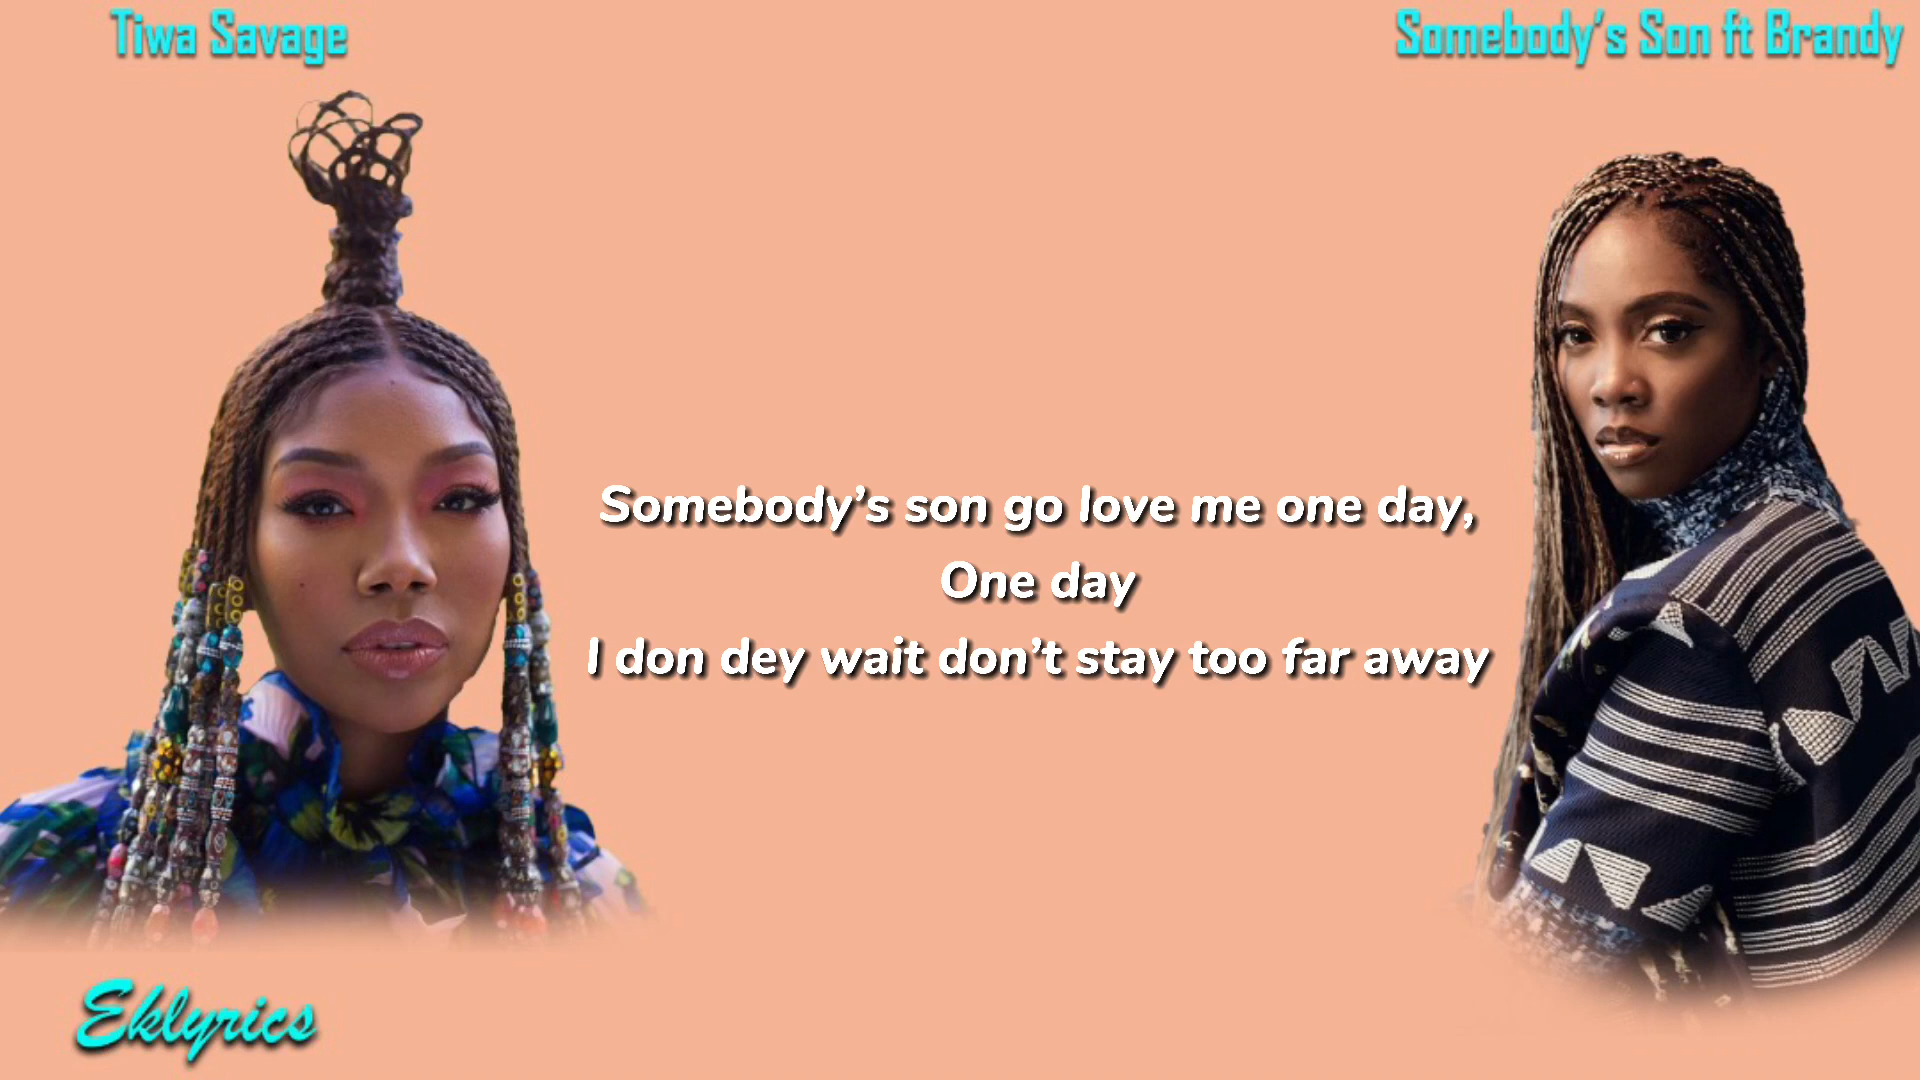 Tiwa Savage
Somebody's Son ft Brandy
Somebody's son go love me one day,
One day
I don dey wait don't stay too far away
Eklyrics